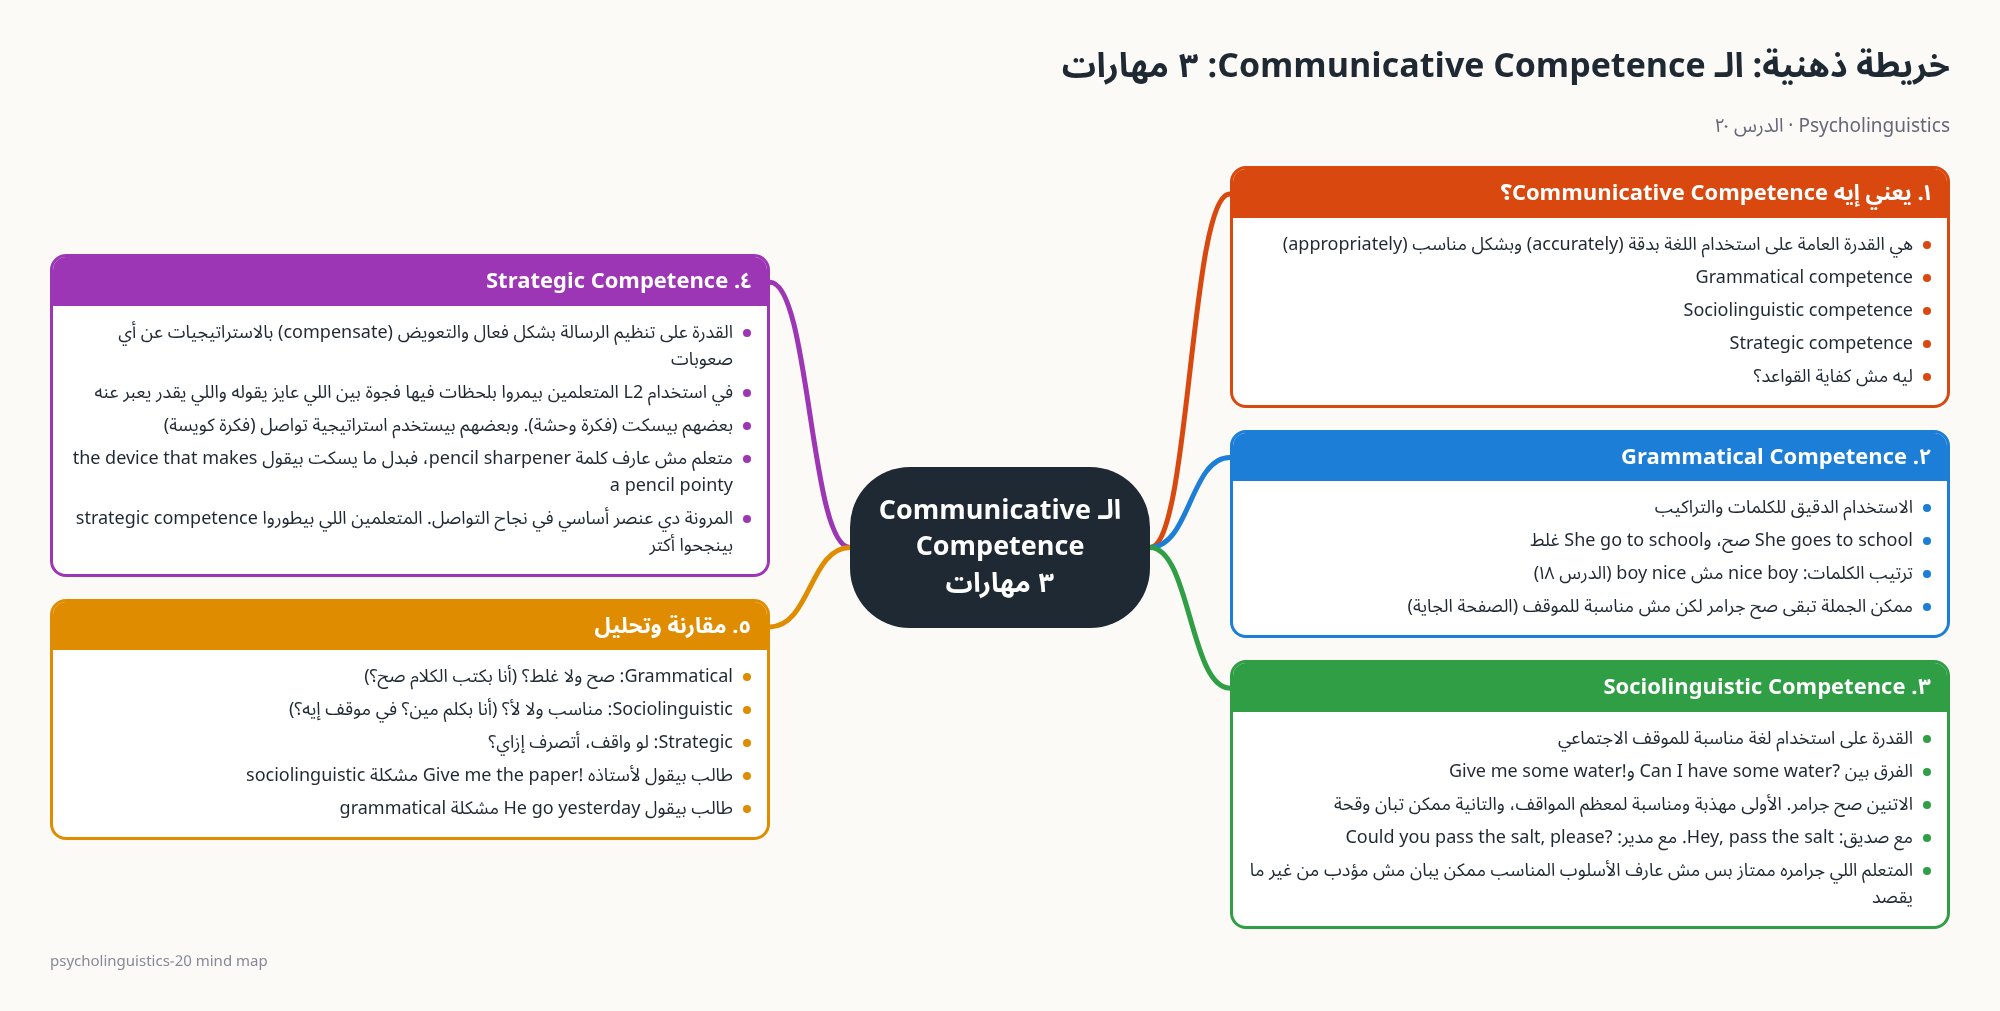 خريطة ذهنية: الـ Communicative Competence: ٣ مهارات
Psycholinguistics · الدرس ٢٠
١. يعني إيه Communicative Competence؟
هي القدرة العامة على استخدام اللغة بدقة (accurately) وبشكل مناسب (appropriately)
Grammatical competence
Sociolinguistic competence
Strategic competence
ليه مش كفاية القواعد؟
٢. Grammatical Competence
الاستخدام الدقيق للكلمات والتراكيب
She goes to school صح، وShe go to school غلط
ترتيب الكلمات: nice boy مش boy nice (الدرس ١٨)
ممكن الجملة تبقى صح جرامر لكن مش مناسبة للموقف (الصفحة الجاية)
٣. Sociolinguistic Competence
القدرة على استخدام لغة مناسبة للموقف الاجتماعي
الفرق بين Can I have some water? وGive me some water!
الاتنين صح جرامر. الأولى مهذبة ومناسبة لمعظم المواقف، والتانية ممكن تبان وقحة
مع صديق: Hey, pass the salt. مع مدير: Could you pass the salt, please?
المتعلم اللي جرامره ممتاز بس مش عارف الأسلوب المناسب ممكن يبان مش مؤدب من غير ما
يقصد
الـ Communicative
Competence
٣ مهارات
٤. Strategic Competence
القدرة على تنظيم الرسالة بشكل فعال والتعويض (compensate) بالاستراتيجيات عن أي
صعوبات
في استخدام L2 المتعلمين بيمروا بلحظات فيها فجوة بين اللي عايز يقوله واللي يقدر يعبر عنه
بعضهم بيسكت (فكرة وحشة). وبعضهم بيستخدم استراتيجية تواصل (فكرة كويسة)
متعلم مش عارف كلمة pencil sharpener، فبدل ما يسكت بيقول the device that makes
a pencil pointy
المرونة دي عنصر أساسي في نجاح التواصل. المتعلمين اللي بيطوروا strategic competence
بينجحوا أكتر
٥. مقارنة وتحليل
Grammatical: صح ولا غلط؟ (أنا بكتب الكلام صح؟)
Sociolinguistic: مناسب ولا لأ؟ (أنا بكلم مين؟ في موقف إيه؟)
Strategic: لو واقف، أتصرف إزاي؟
طالب بيقول لأستاذه Give me the paper! مشكلة sociolinguistic
طالب بيقول He go yesterday مشكلة grammatical
psycholinguistics-20 mind map